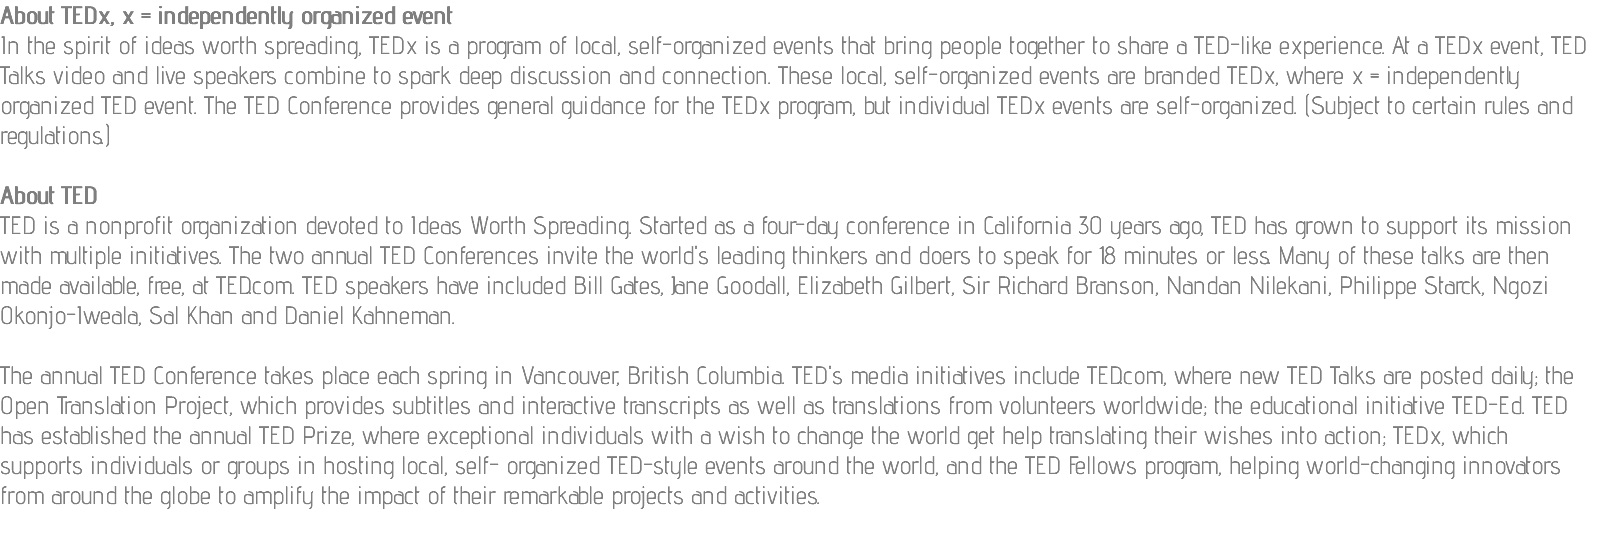 About TEDx, x = independently organized event
In the spirit of ideas worth spreading, TEDx is a program of local, self-organized events that bring people together to share a TED-like experience. At a TEDx event, TED
Talks video and live speakers combine to spark deep discussion and connection. These local, self-organized events are branded TEDx, where x = independently
organized TED event. The TED Conference provides general guidance for the TEDx program, but individual TEDx events are self-organized. (Subject to certain rules and
regulations.)
About TED
TED is a nonprofit organization devoted to Ideas Worth Spreading. Started as a four-day conference in California 30 years ago, TED has grown to support its mission
with multiple initiatives. The two annual TED Conferences invite the world's leading thinkers and doers to speak for 18 minutes or less. Many of these talks are then
made available, free, at TED.com. TED speakers have included Bill Gates, Jane Goodall, Elizabeth Gilbert, Sir Richard Branson, Nandan Nilekani, Philippe Starck, Ngozi
Okonjo-Iweala, Sal Khan and Daniel Kahneman.
The annual TED Conference takes place each spring in Vancouver, British Columbia. TED's media initiatives include TED.com, where new TED Talks are posted daily; the
Open Translation Project, which provides subtitles and interactive transcripts as well as translations from volunteers worldwide; the educational initiative TED-Ed. TED
has established the annual TED Prize, where exceptional individuals with a wish to change the world get help translating their wishes into action; TEDx, which
supports individuals or groups in hosting local, self- organized TED-style events around the world, and the TED Fellows program, helping world-changing innovators
from around the globe to amplify the impact of their remarkable projects and activities.